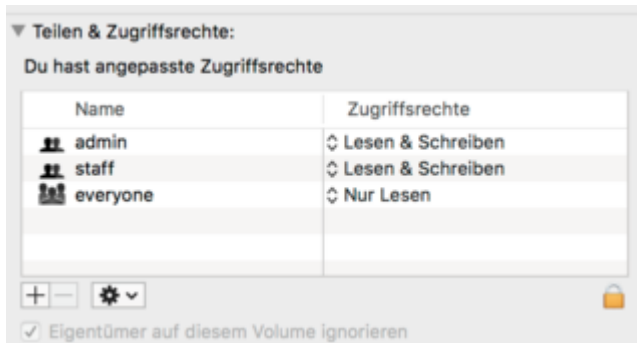 Teilen & Zugriffsrechte:
Du hast angepasste Zugriffsrechte
Name Zugriffsrechte
admin Lesen & Schreiben
staff Lesen & Schreiben
everyone Nur Lesen
Eigentümer auf diesem Volume ignorieren